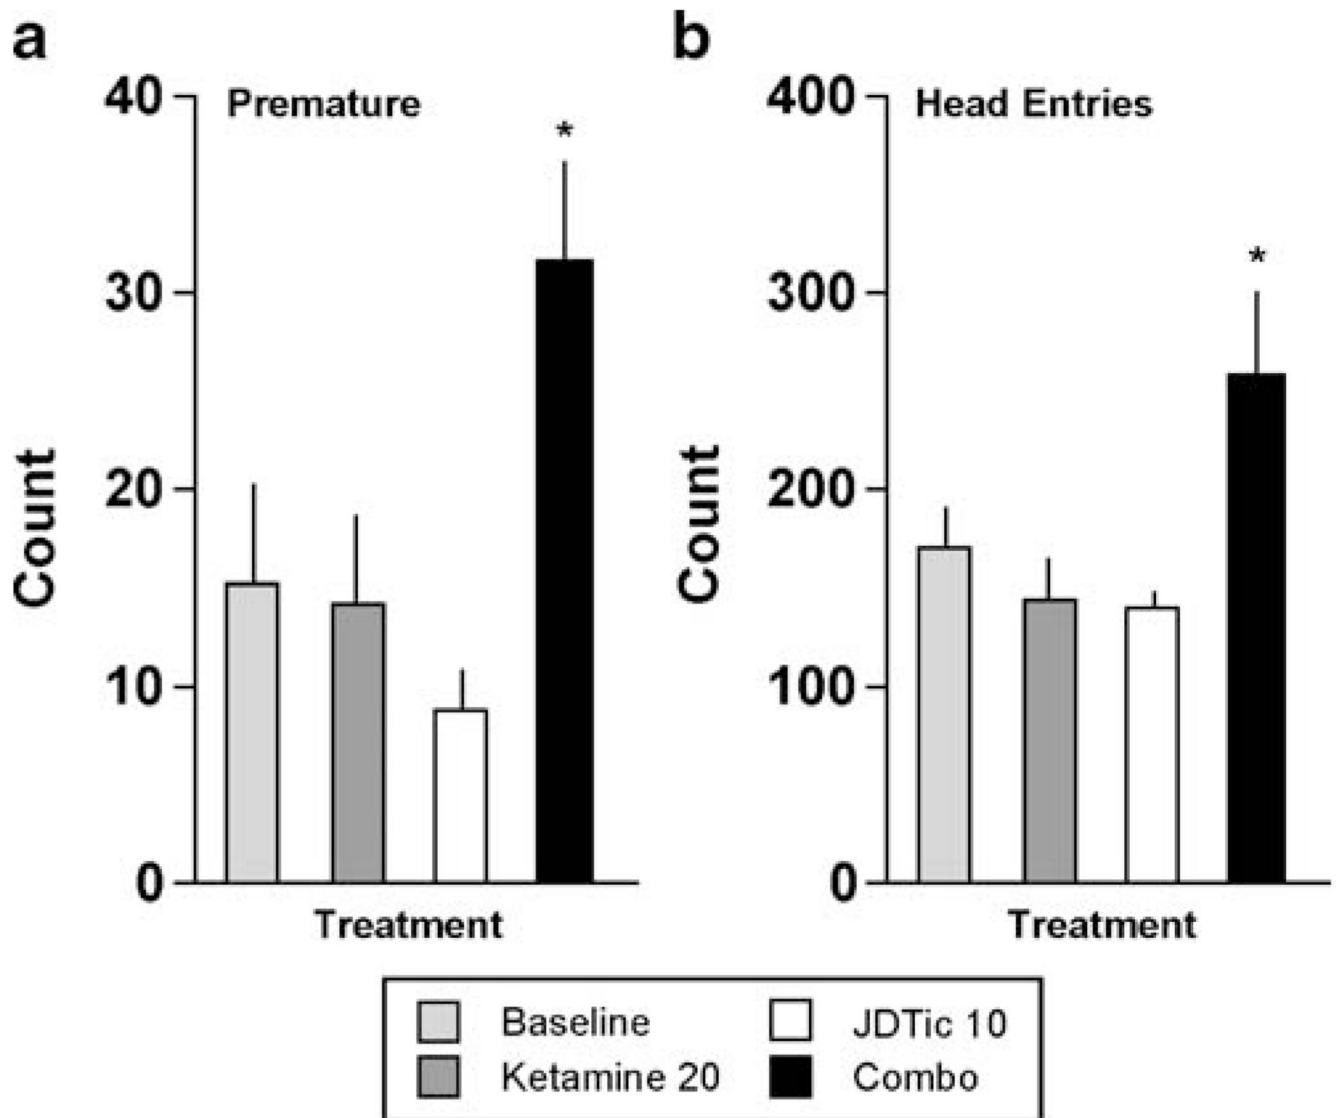 a
Premature
40
30
20
10
0
Count
*
Treatment
b
Head Entries
400
300
200
100
0
Count
*
Treatment
Baseline
JDTic 10
Ketamine 20
Combo